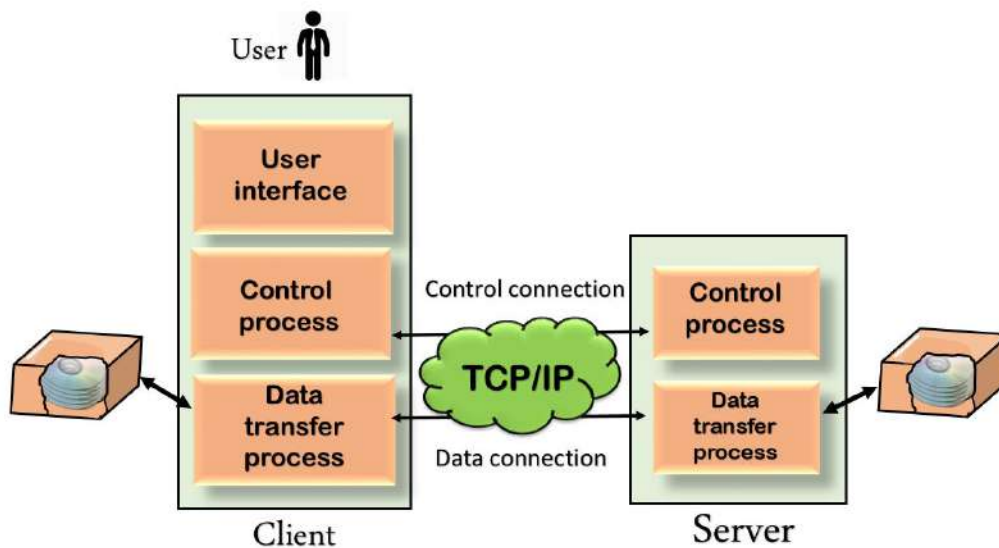 User
User
interface
Control
process
Data
transfer
process
Control connection
TCP/IP
Data connection
Control
process
Data
transfer
process
Client
Server